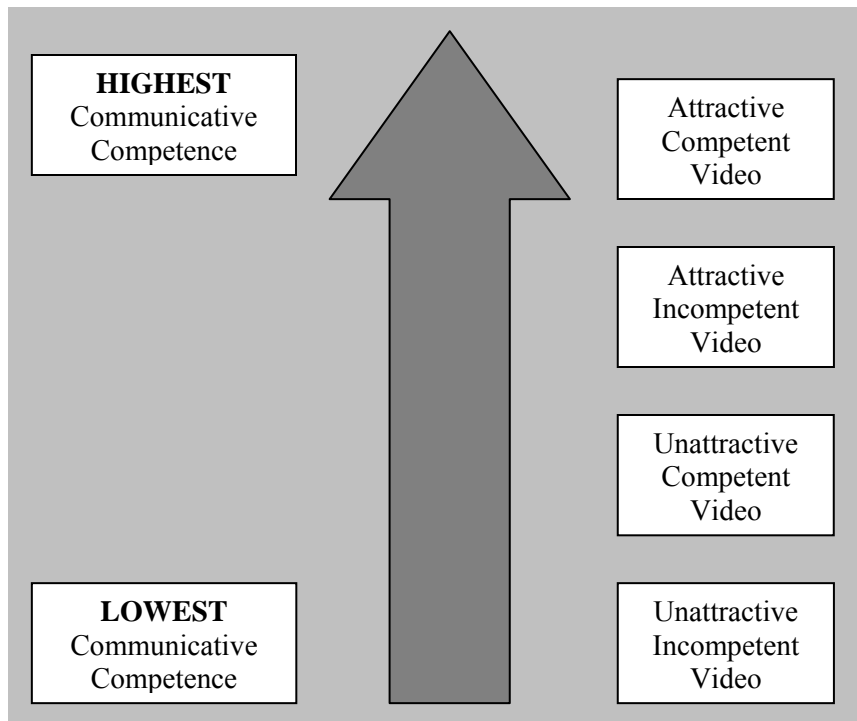 HIGHEST
Communicative
Competence
Attractive
Competent
Video
Attractive
Incompetent
Video
Unattractive
Competent
Video
LOWEST
Communicative
Competence
Unattractive
Incompetent
Video